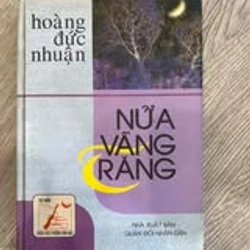 hoàng
đức
nhuận
NỬA
VẦNG
TRĂNG
NHÀ XUẤT BẢN
QUÂN ĐỘI NHÂN DÂN